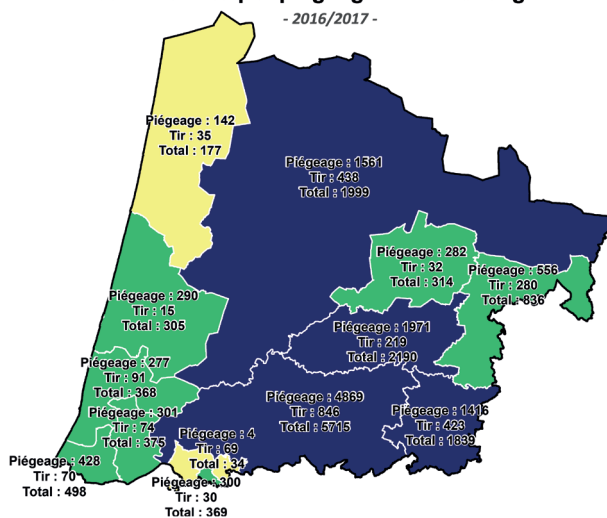 - 2016/2017 -
Piégeage : 142
Tir : 35
Total : 177
Piégeage : 1561
Tir : 438
Total : 1999
Piégeage : 282
Tir : 32
Total : 314
Piégeage : 556
Tir : 280
Total : 836
Piégeage : 290
Tir : 15
Total : 305
Piégeage : 1971
Tir : 219
Total : 2190
Piégeage : 277
Tir : 91
Total : 368
Piégeage : 301
Tir : 74
Total : 375
Piégeage : 4869
Tir : 846
Total : 5715
Piégeage : 1416
Tir : 423
Total : 1839
Piégeage : 4
Tir : 69
Total : 34
Piégeage : 428
Tir : 70
Total : 498
Piégeage : 300
Tir : 30
Total : 369